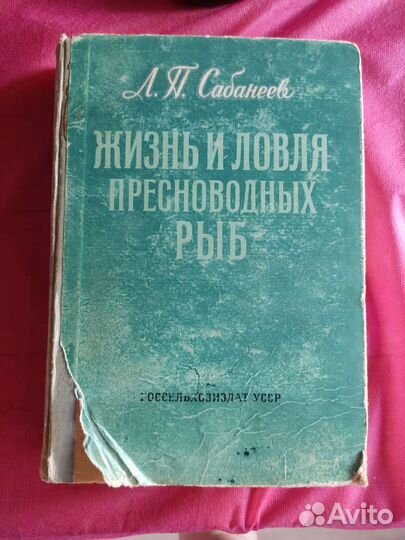 Л. П. Сабанеев
ЖИЗНЬ И ЛОВЛЯ
ПРЕСНОВОДНЫХ
РЫБ
ГОССЕЛЬХОЗИЗДАТ УССР
Avito